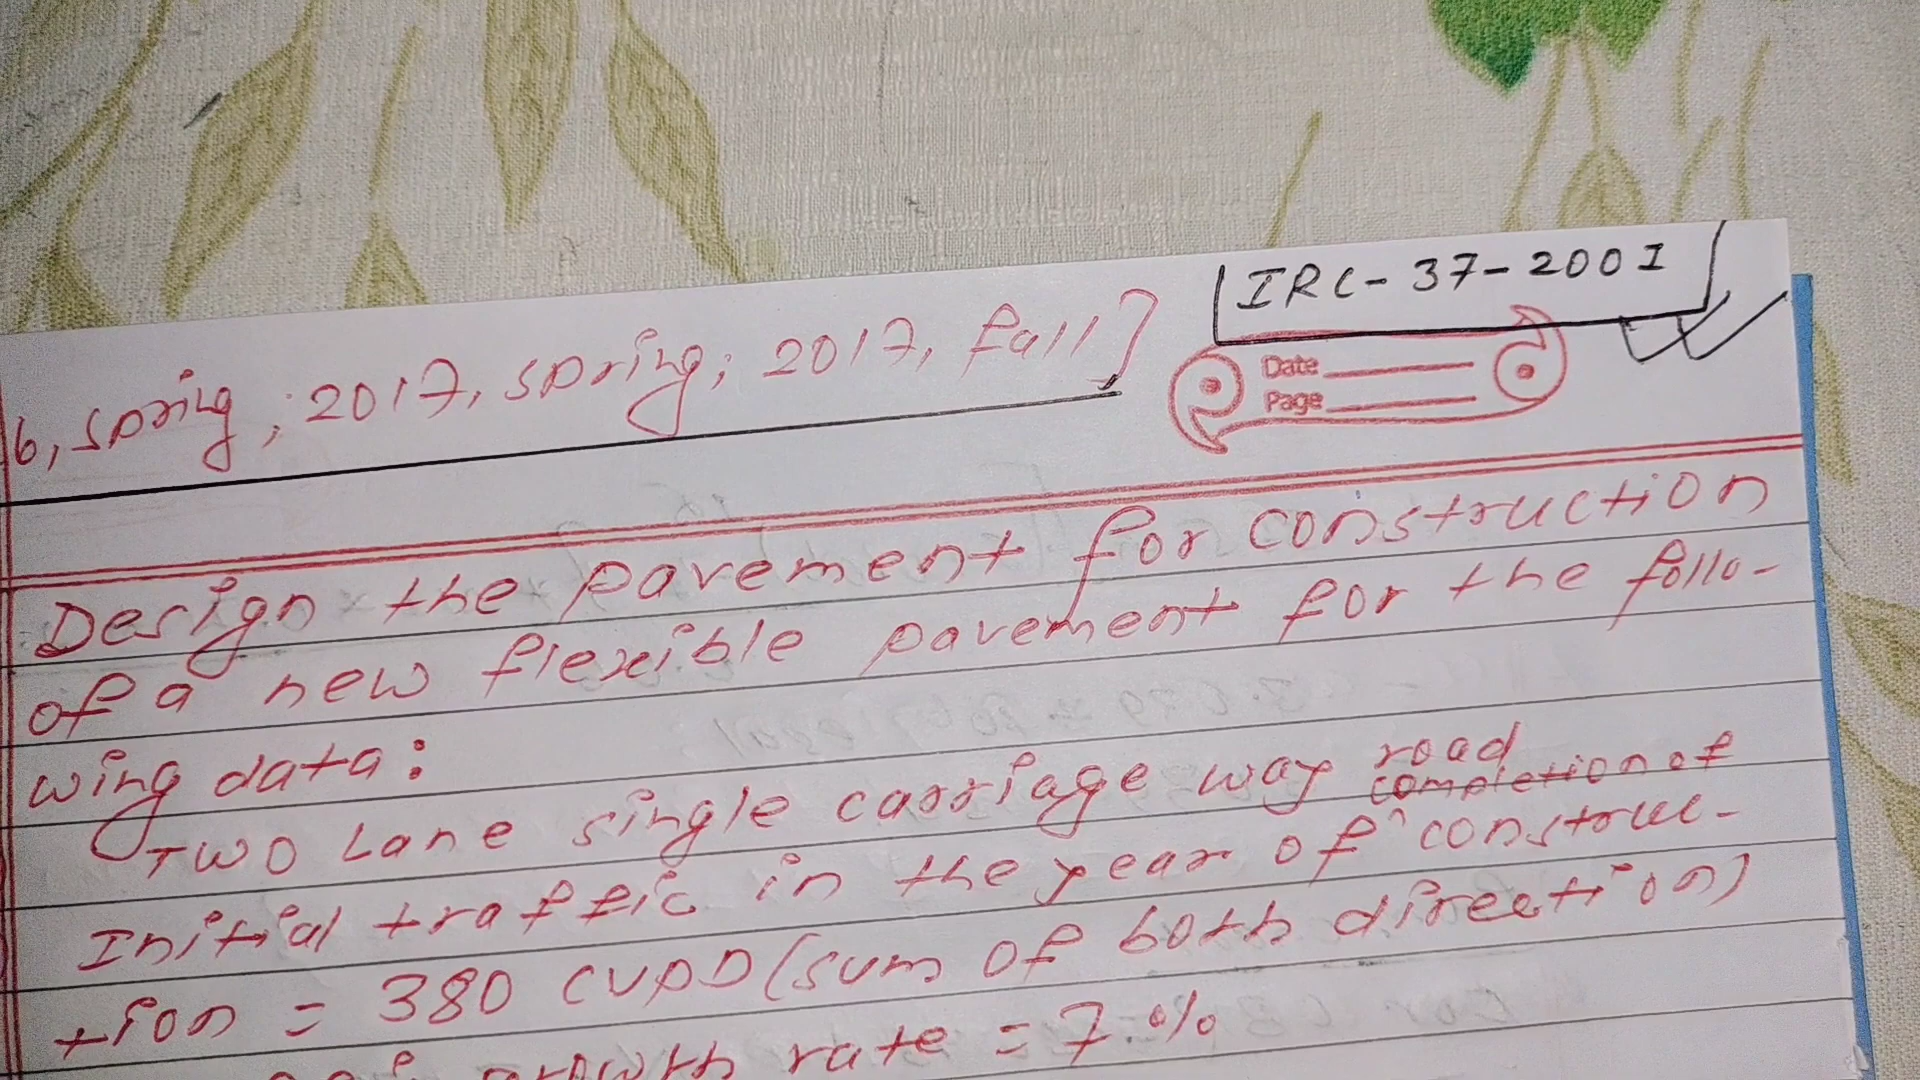 IRC-37-2001
6, spring; 2017, spring; 2017, fall]
Date
Page
Design the pavement for construction
of a new flexible pavement for the follo-
wing data:
Two Lane single carriage way road
completion of
Initial traffic in the year of ^ construc-
tion = 380 CVPD (sum of both direction)
growth rate = 7%